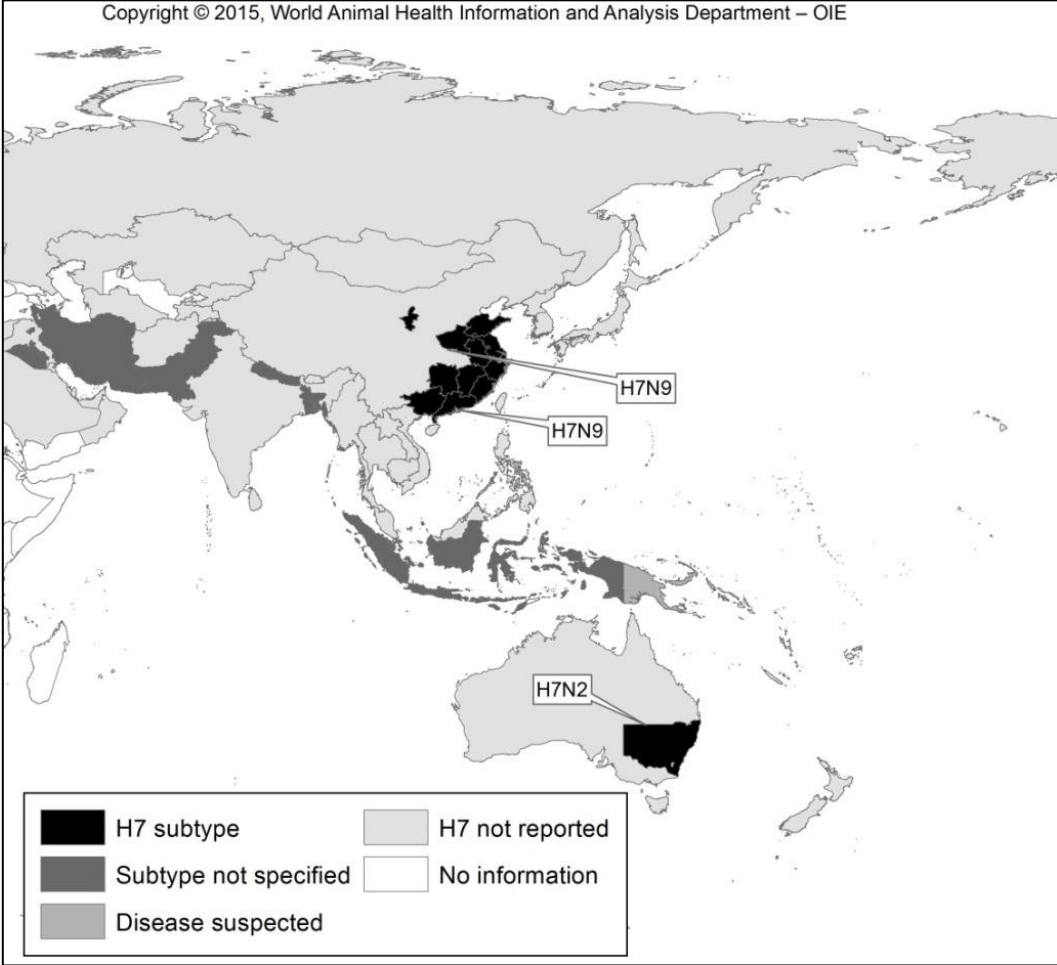 Copyright © 2015, World Animal Health Information and Analysis Department – OIE
H7N9
H7N9
H7N2
H7 subtype
H7 not reported
Subtype not specified
No information
Disease suspected